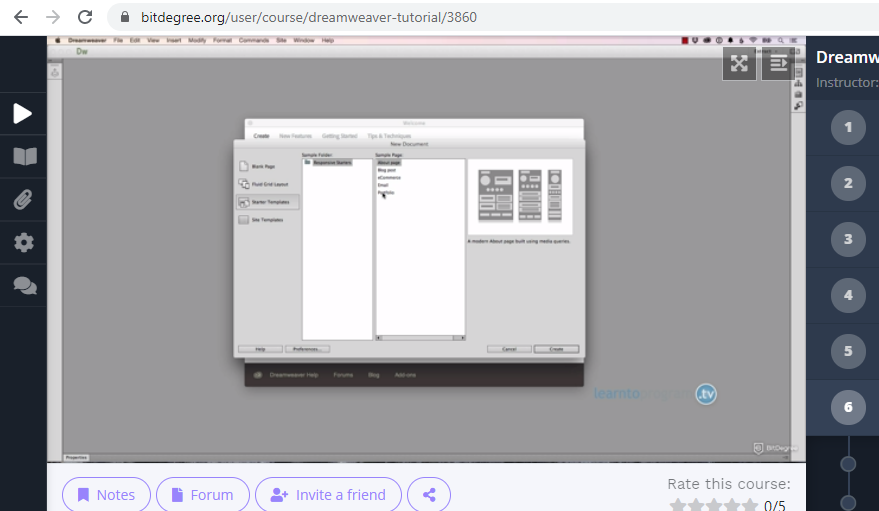 bitdegree.org/user/course/dreamweaver-tutorial/3860
Dreamweaver File Edit View Insert Modify Format Commands Site Window Help
Dw
Dreamw
Instructor:
Welcome
Create New Features Getting Started Tips & Techniques
New Document
Sample Folder:
Sample Page:
Blank Page
Fluid Grid Layout
Starter Templates
Site Templates
Responsive Starters
About page
Blog post
eCommerce
Email
Portfolio
A modern About page built using media queries.
Help
Preferences...
Cancel
Create
Dreamweaver Help Forums Blog Add-ons
learntoprogram.tv
BitDegree
Properties
1
2
3
4
5
6
Notes
Forum
Invite a friend
Rate this course:
0/5